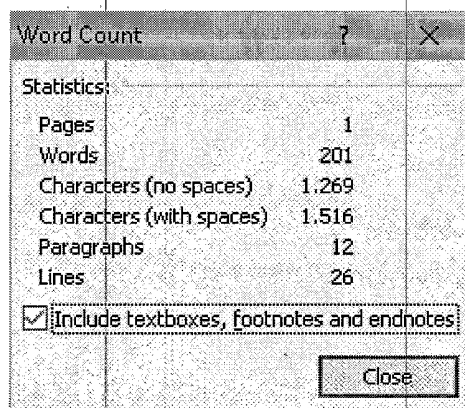 Word Count ? X
Statistics:
Pages 1
Words 201
Characters (no spaces) 1.269
Characters (with spaces) 1.516
Paragraphs 12
Lines 26
Include textboxes, footnotes and endnotes
Close